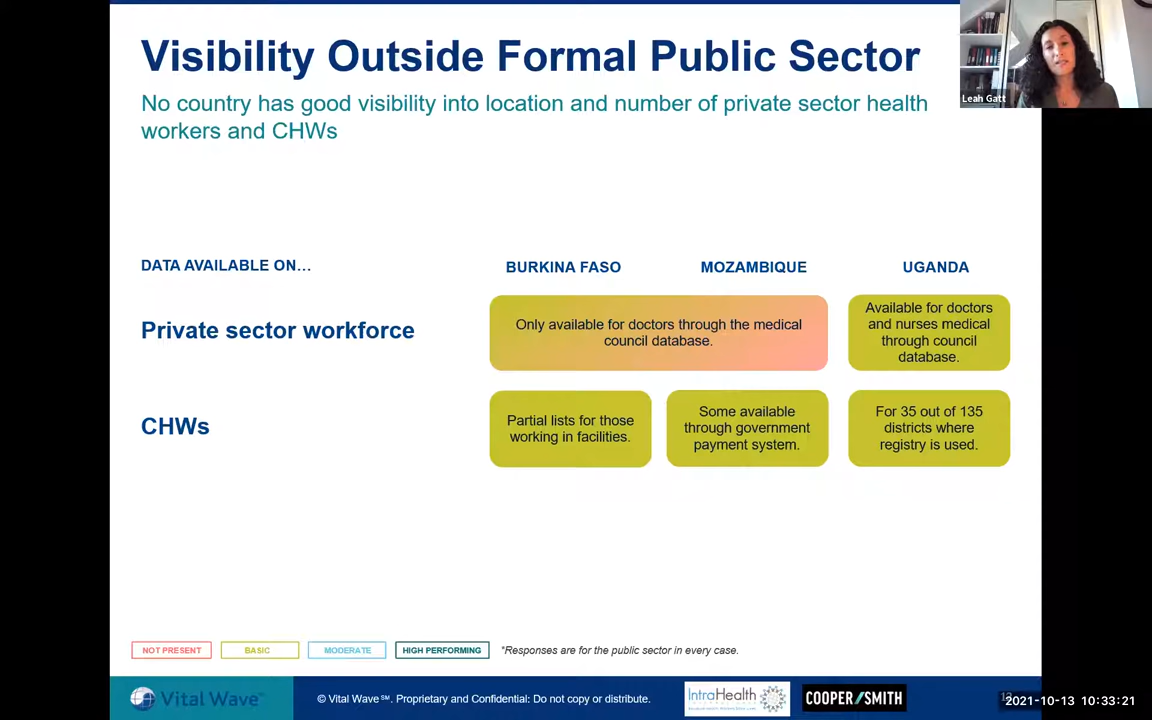 Visibility Outside Formal Public Sector
No country has good visibility into location and number of private sector health
workers and CHWs
Leah Gatt
DATA AVAILABLE ON…
BURKINA FASO
MOZAMBIQUE
UGANDA
Private sector workforce
Only available for doctors through the medical
council database.
Available for doctors
and nurses medical
through council
database.
CHWs
Partial lists for those
working in facilities.
Some available
through government
payment system.
For 35 out of 135
districts where
registry is used.
NOT PRESENT
BASIC
MODERATE
HIGH PERFORMING
*Responses are for the public sector in every case.
Vital Wave
© Vital Wave℠. Proprietary and Confidential: Do not copy or distribute.
IntraHealth
COOPER/SMITH
2021-10-13 10:33:21